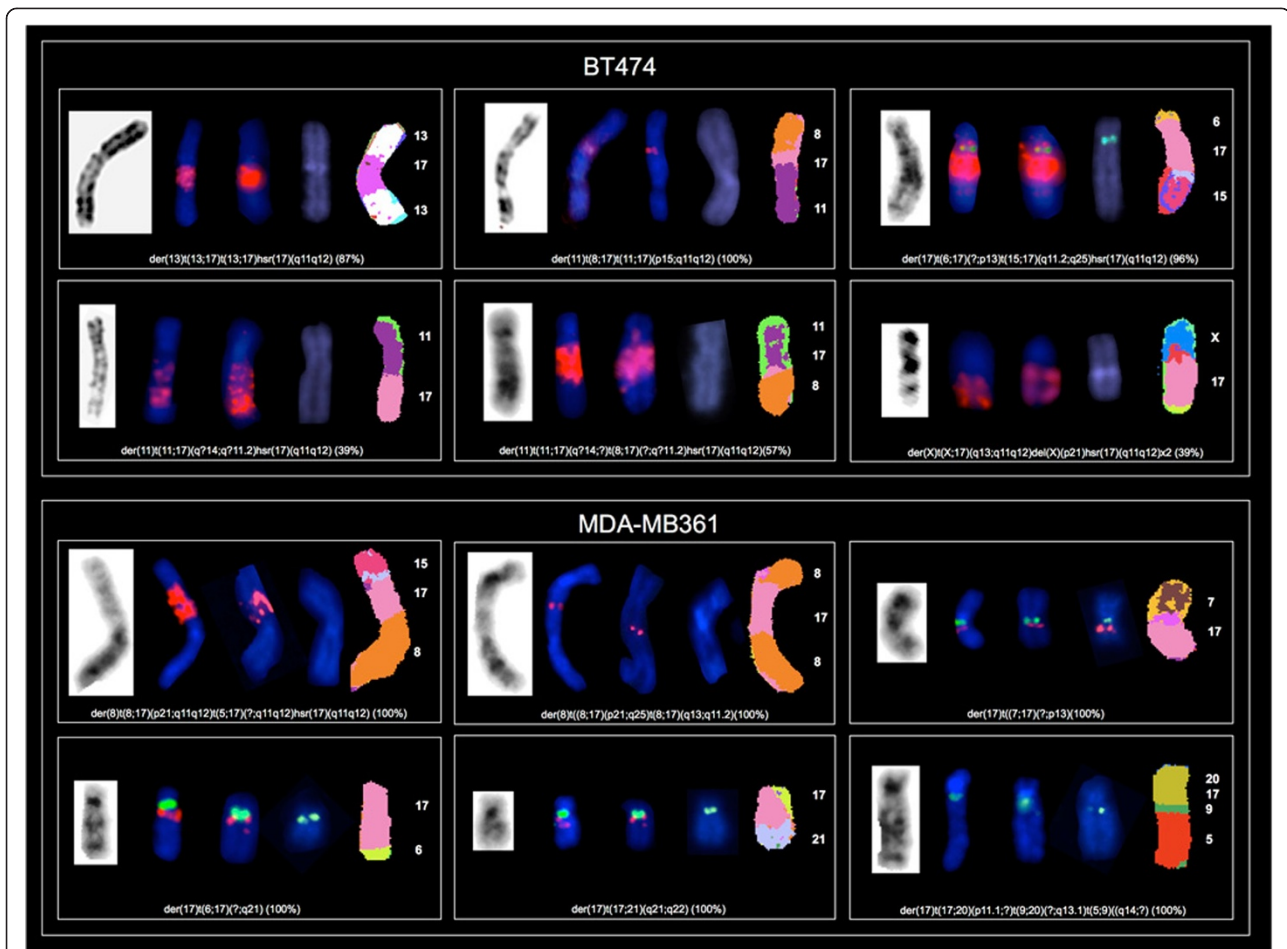 BT474
13
17
13
der(13)t(13;17)t(13;17)hsr(17)(q11q12) (87%)
8
17
11
der(11)t(8;17)t(11;17)(p15;q11q12) (100%)
6
17
15
der(17)t(6;17)(?;p13)t(15;17)(q11.2;q25)hsr(17)(q11q12) (96%)
11
17
der(11)t(11;17)(q?14;q?11.2)hsr(17)(q11q12) (39%)
11
17
8
der(11)t(11;17)(q?14;?)t(8;17)(?;q?11.2)hsr(17)(q11q12)(57%)
X
17
der(X)t(X;17)(q13;q11q12)del(X)(p21)hsr(17)(q11q12)x2 (39%)
MDA-MB361
15
17
8
der(8)t(8;17)(p21;q11q12)t(5;17)(?;q11q12)hsr(17)(q11q12) (100%)
8
17
8
der(8)t((8;17)(p21;q25)t(8;17)(q13;q11.2)(100%)
7
17
der(17)t((7;17)(?;p13)(100%)
17
6
der(17)t(6;17)(?;q21) (100%)
17
21
der(17)t(17;21)(q21;q22) (100%)
20
17
9
5
der(17)t(17;20)(p11.1;?)t(9;20)(?;q13.1)t(5;9)((q14;?) (100%)